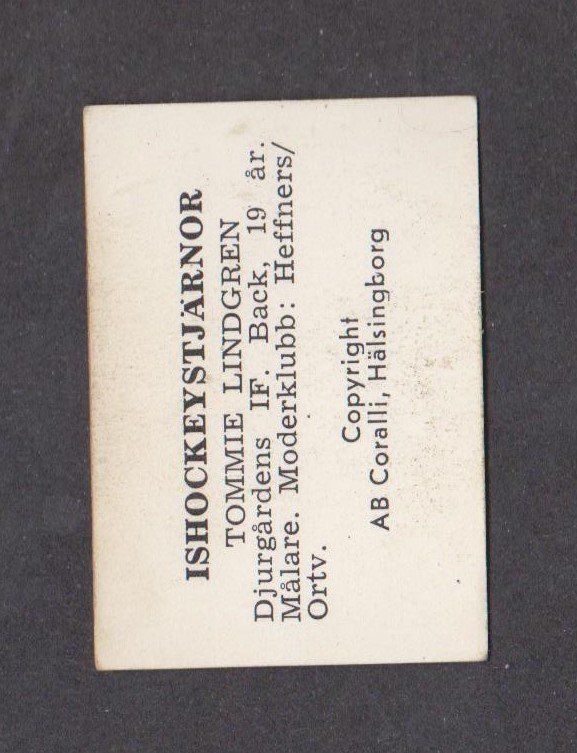 ISHOCKEYSTJÄRNOR
TOMMIE LINDGREN
Djurgårdens IF. Back, 19 år.
Målare. Moderklubb: Heffners/
Ortv.
Copyright
AB Coralli, Hälsingborg